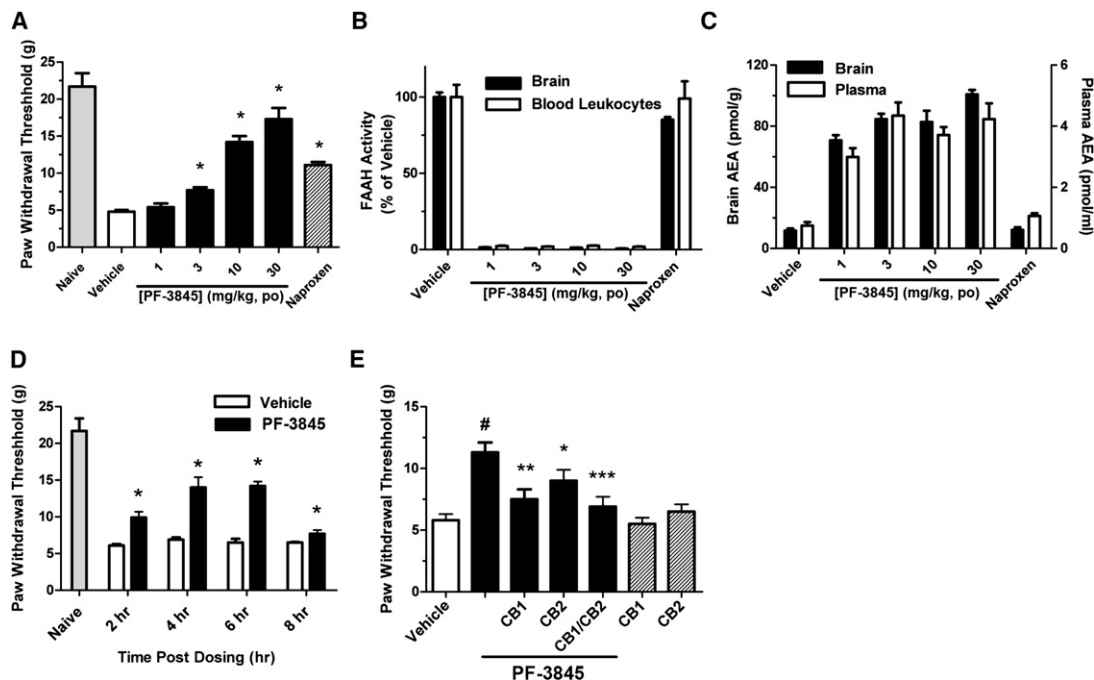 A
Paw Withdrawal Threshhold (g)
25
20
15
10
5
0
*
*
*
*
Naive
Vehicle
1
3
10
30
Naproxen
[PF-3845] (mg/kg, po)
B
FAAH Activity
(% of Vehicle)
100
50
0
Brain
Blood Leukocytes
Vehicle
1
3
10
30
Naproxen
[PF-3845] (mg/kg, po)
C
Brain AEA (pmol/g)
120
80
40
0
Brain
Plasma
6
4
2
0
Plasma AEA
(pmol/ml)
Vehicle
1
3
10
30
Naproxen
[PF-3845] (mg/kg, po)
D
Paw Withdrawal Threshhold (g)
25
20
15
10
5
0
Vehicle
PF-3845
*
*
*
*
Naive
2 hr
4 hr
6 hr
8 hr
Time Post Dosing (hr)
E
Paw Withdrawal Threshhold (g)
15
10
5
0
#
**
*
***
Vehicle
CB1
CB2
CB1/CB2
CB1
CB2
PF-3845